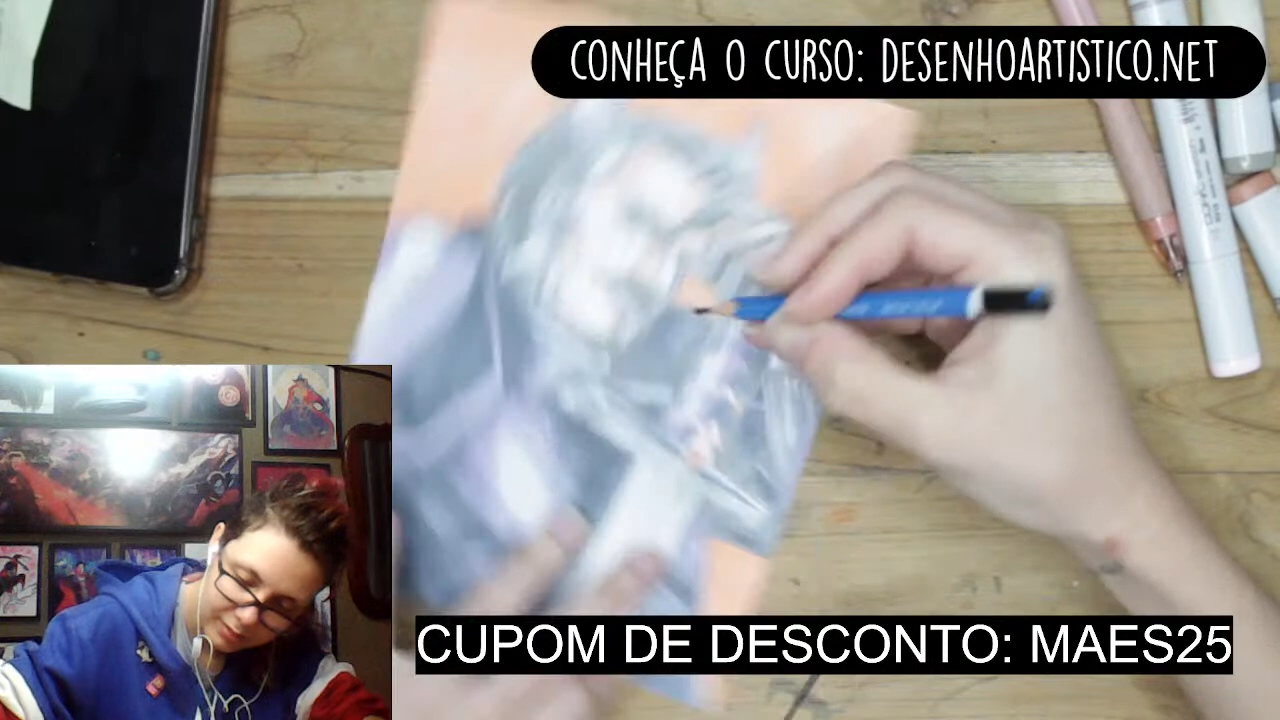 CONHEÇA O CURSO: DESENHOARTISTICO.NET
CUPOM DE DESCONTO: MAES25